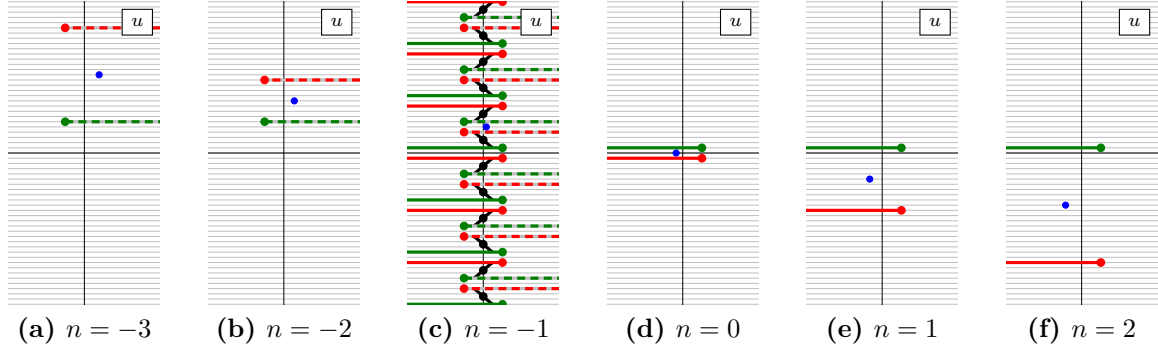 u
u
u
u
u
u
(a) n = −3
(b) n = −2
(c) n = −1
(d) n = 0
(e) n = 1
(f) n = 2